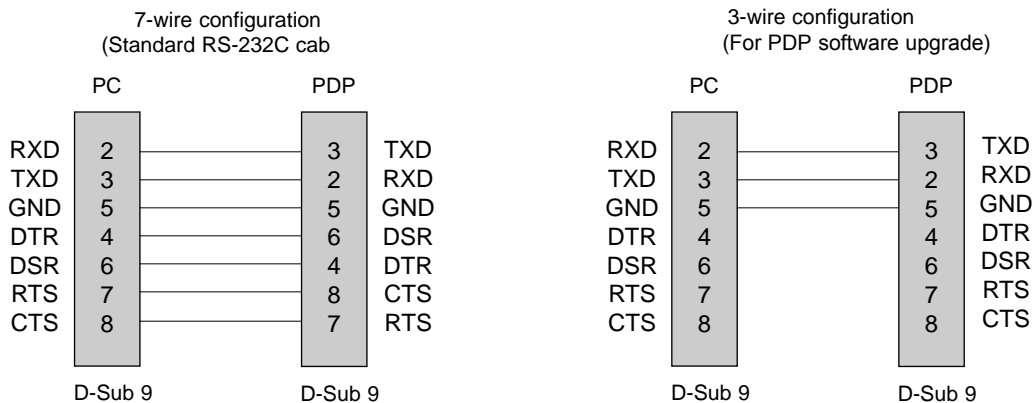 7-wire configuration
(Standard RS-232C cab
PC PDP
RXD 2 3 TXD
TXD 3 2 RXD
GND 5 5 GND
DTR 4 6 DSR
DSR 6 4 DTR
RTS 7 8 CTS
CTS 8 7 RTS
D-Sub 9 D-Sub 9
3-wire configuration
(For PDP software upgrade)
PC PDP
RXD 2 3 TXD
TXD 3 2 RXD
GND 5 5 GND
DTR 4 4 DTR
DSR 6 6 DSR
RTS 7 7 RTS
CTS 8 8 CTS
D-Sub 9 D-Sub 9